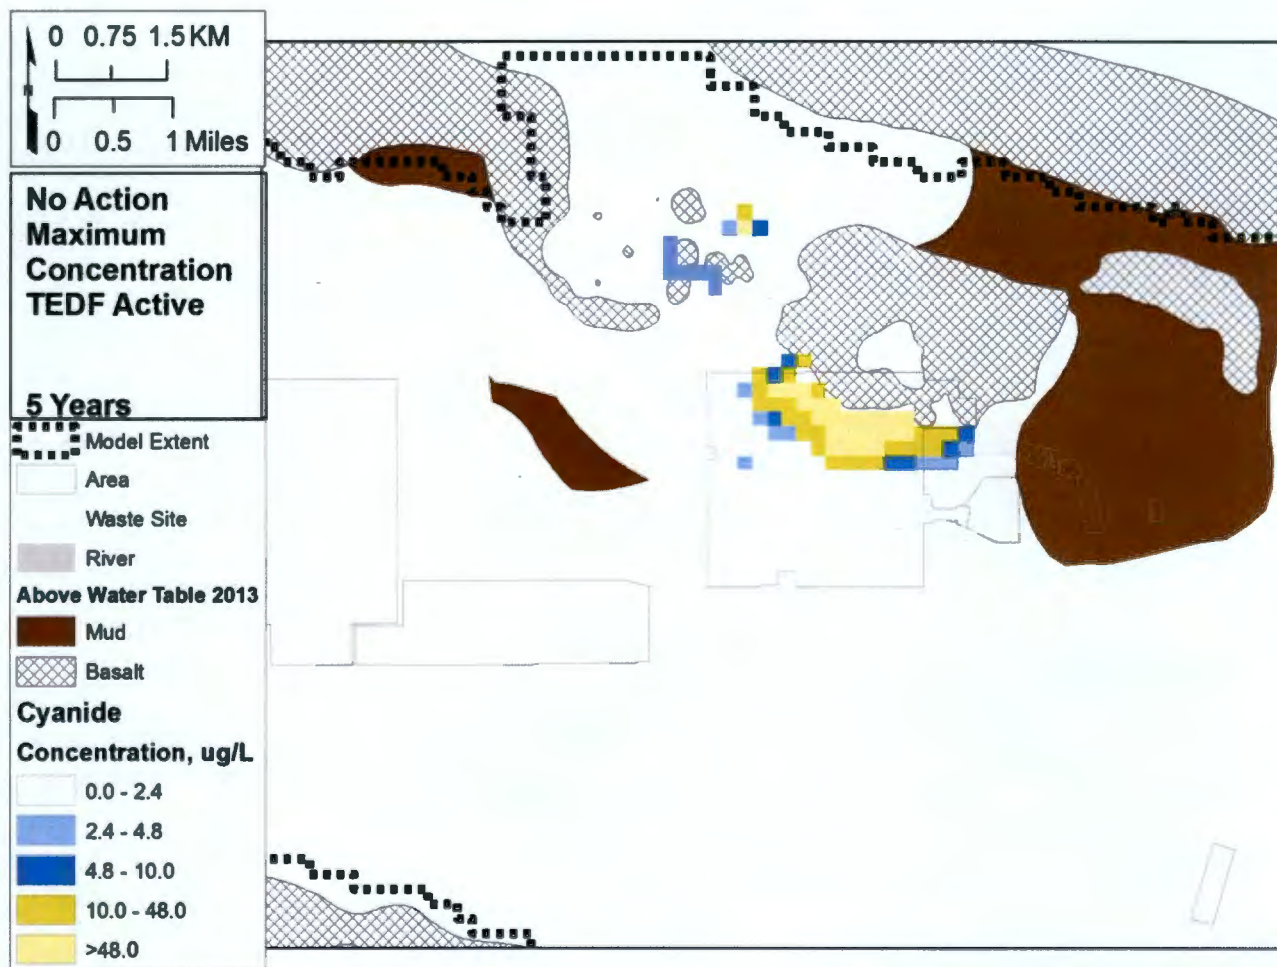 0 0.75 1.5 KM
N
0 0.5 1 Miles
No Action
Maximum
Concentration
TEDF Active
5 Years
Model Extent
Area
Waste Site
River
Above Water Table 2013
Mud
Basalt
Cyanide
Concentration, ug/L
0.0 - 2.4
2.4 - 4.8
4.8 - 10.0
10.0 - 48.0
>48.0